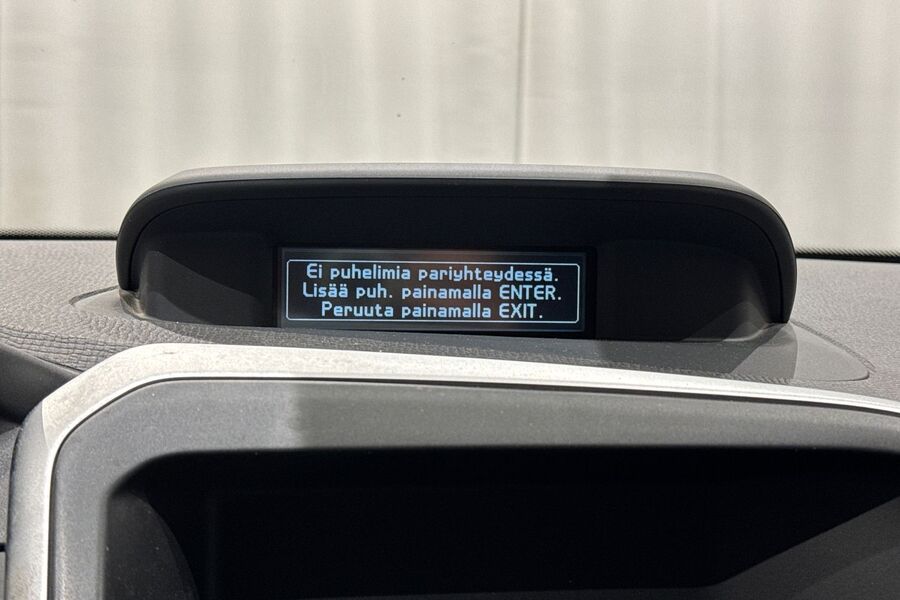 Ei puhelimia pariyhteydessä.
Lisää puh. painamalla ENTER.
Peruuta painamalla EXIT.